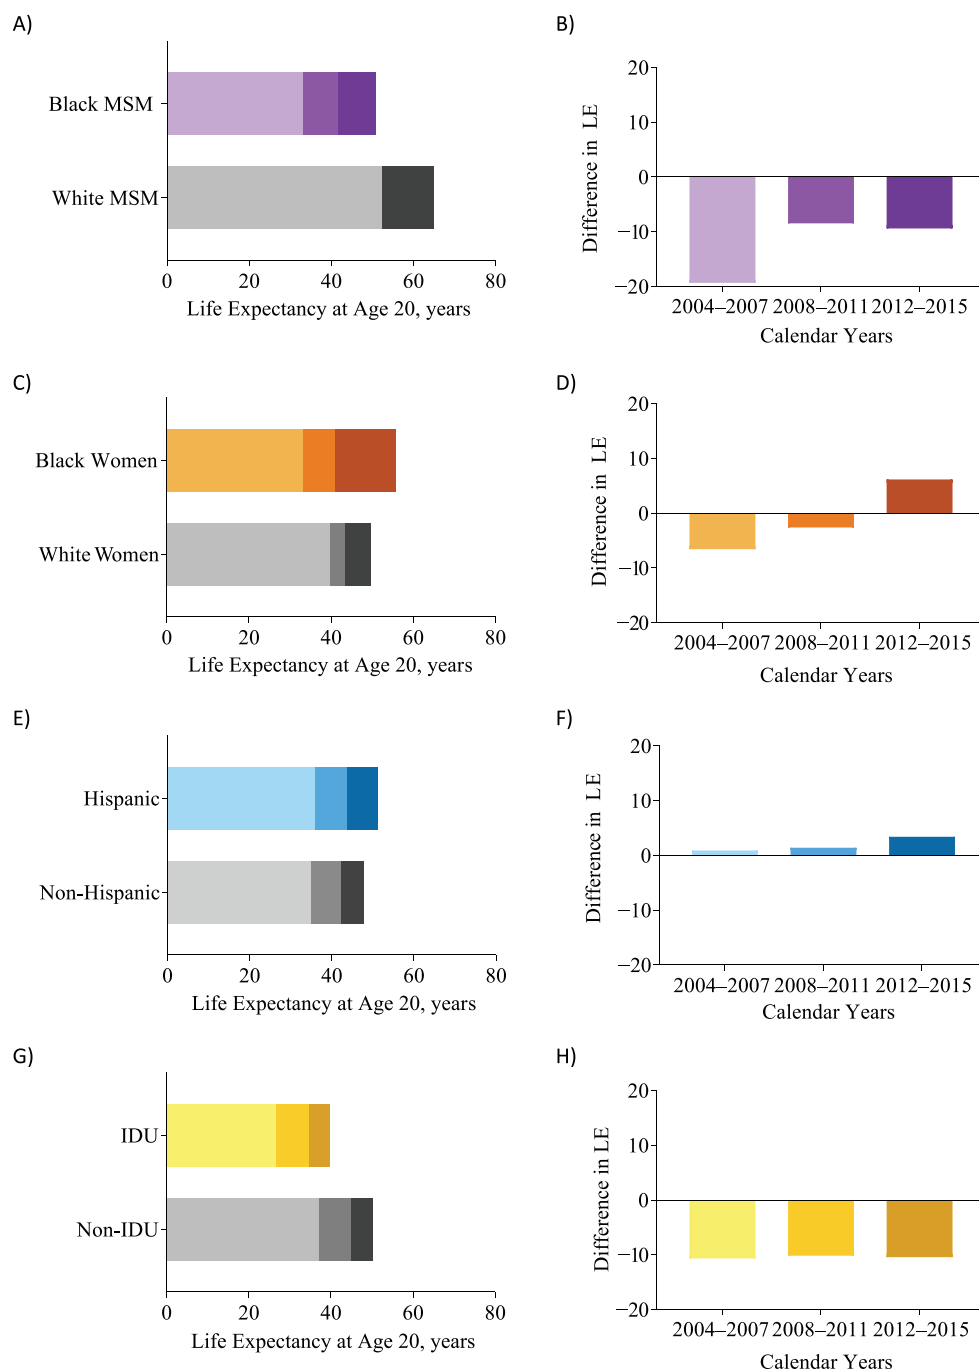 A)
Black MSM
White MSM
0 20 40 60 80
Life Expectancy at Age 20, years
B)
Difference in LE
20
10
0
−10
−20
2004–2007 2008–2011 2012–2015
Calendar Years
C)
Black Women
White Women
0 20 40 60 80
Life Expectancy at Age 20, years
D)
Difference in LE
20
10
0
−10
−20
2004–2007 2008–2011 2012–2015
Calendar Years
E)
Hispanic
Non-Hispanic
0 20 40 60 80
Life Expectancy at Age 20, years
F)
Difference in LE
20
10
0
−10
−20
2004–2007 2008–2011 2012–2015
Calendar Years
G)
IDU
Non-IDU
0 20 40 60 80
Life Expectancy at Age 20, years
H)
Difference in LE
20
10
0
−10
−20
2004–2007 2008–2011 2012–2015
Calendar Years